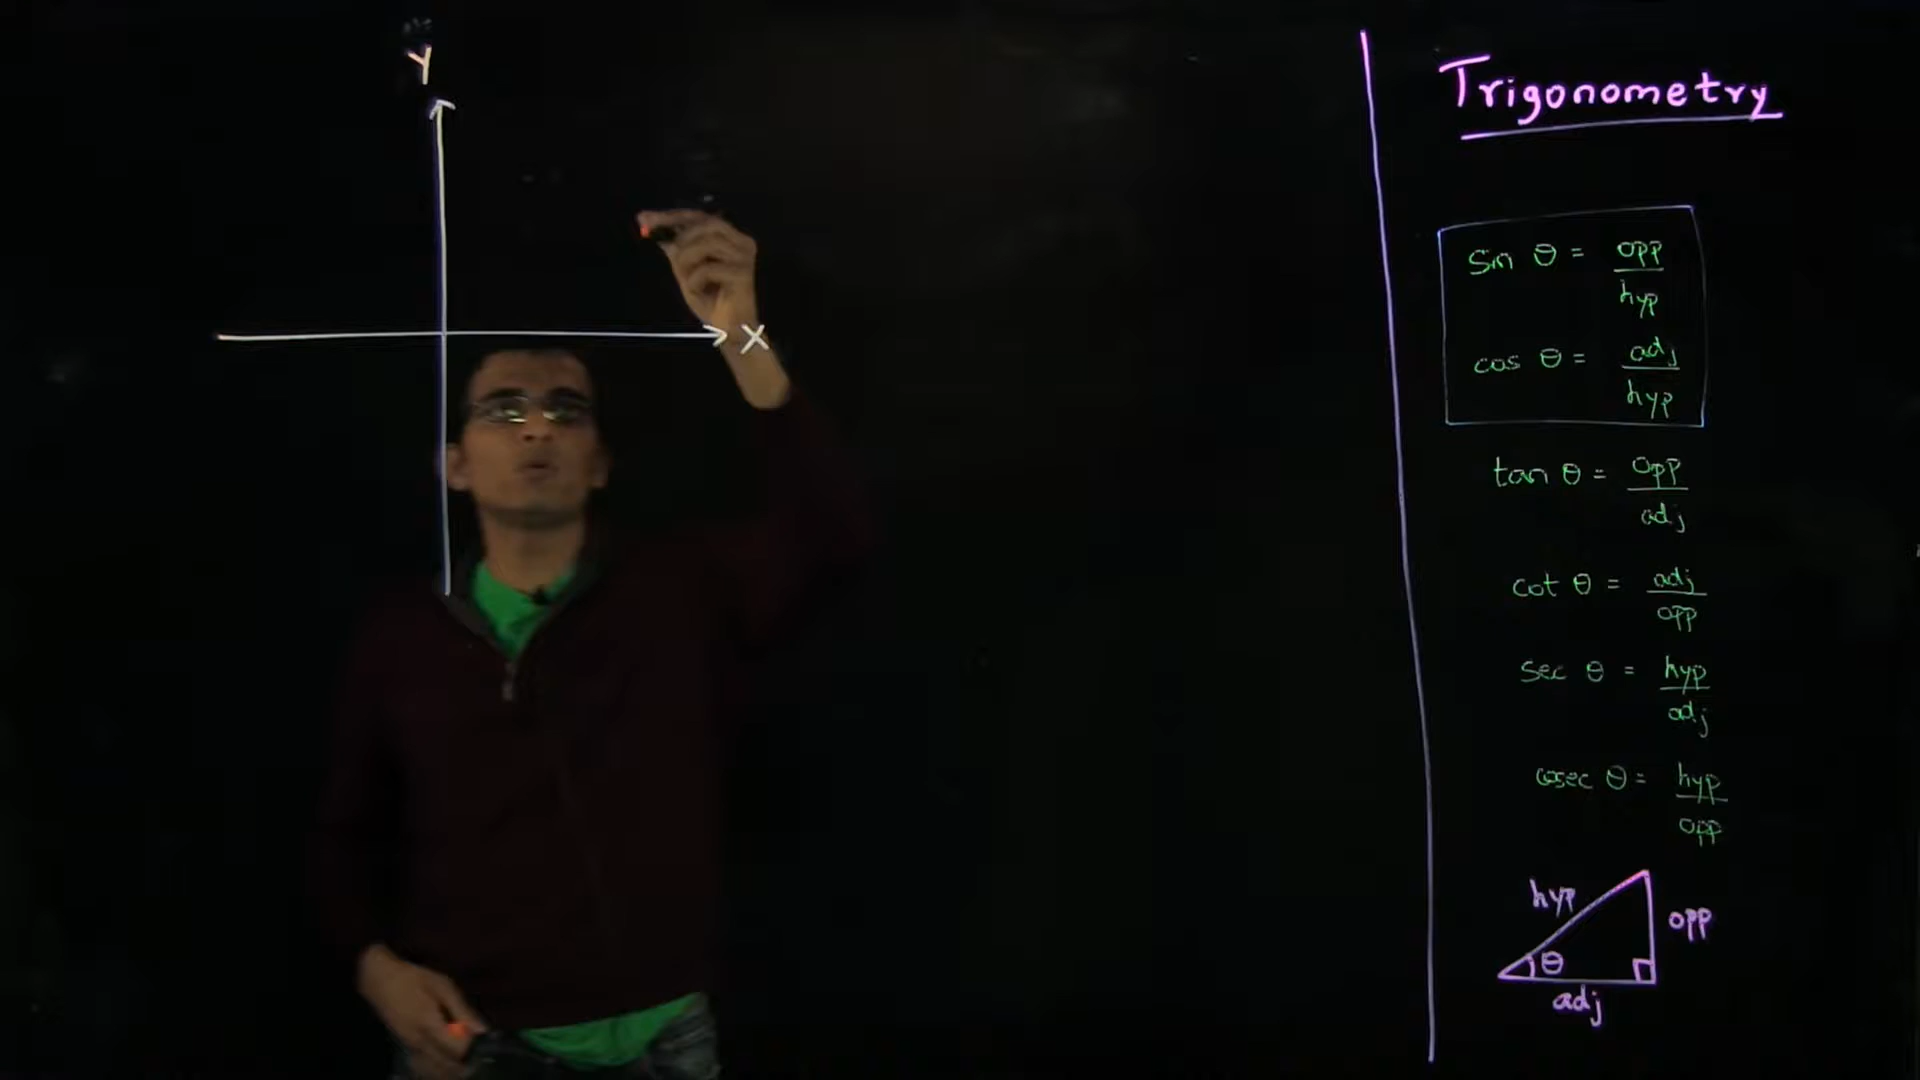 Y
X
Trigonometry
Sin θ = opp
hyp
cos θ = adj
hyp
tan θ = opp
adj
cot θ = adj
opp
sec θ = hyp
adj
cosec θ = hyp
opp
hyp
opp
θ
adj